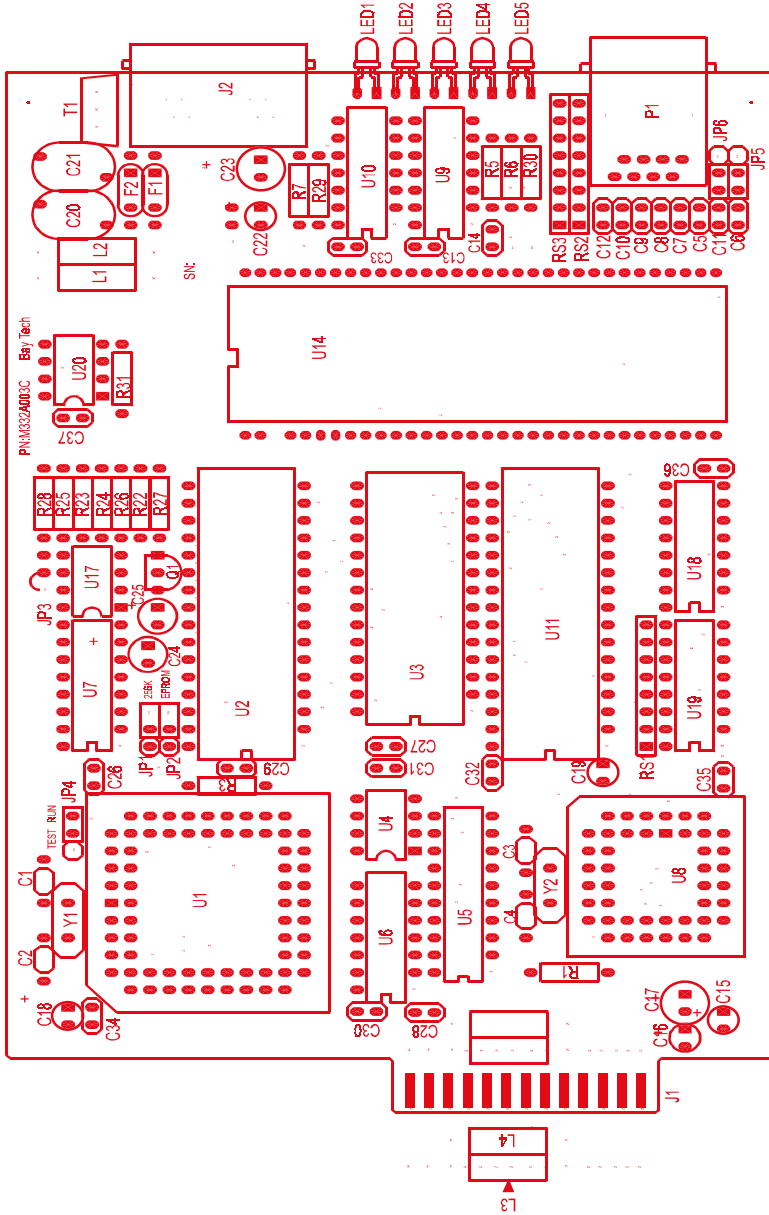 LED1
LED2
LED3
LED4
LED5
J2
T1
P1
C21
C20
F2
F1
C23
C22
R7
R29
U10
U9
R5
R6
R30
C14
RS3
RS2
JP6
JP5
C12
C10
C9
C8
C7
C5
C11
C6
L2
L1
SN:
C33
C13
U14
PN:M332A003C
Bay Tech
U20
R31
C37
R28
R25
R23
R24
R26
R22
R27
C36
U17
Q1
C25
JP3
U18
U7
+
C24
256K
EPROM
JP1
JP2
U2
U3
U11
U19
RS1
C26
C29
C27
C31
C32
C19
C35
JP4
TEST
RUN
R3
C1
C2
Y1
U1
U4
U6
U5
C3
C4
Y2
U8
R1
+
C18
C34
C30
C28
C17
+
C16
C15
J1
L4
L3